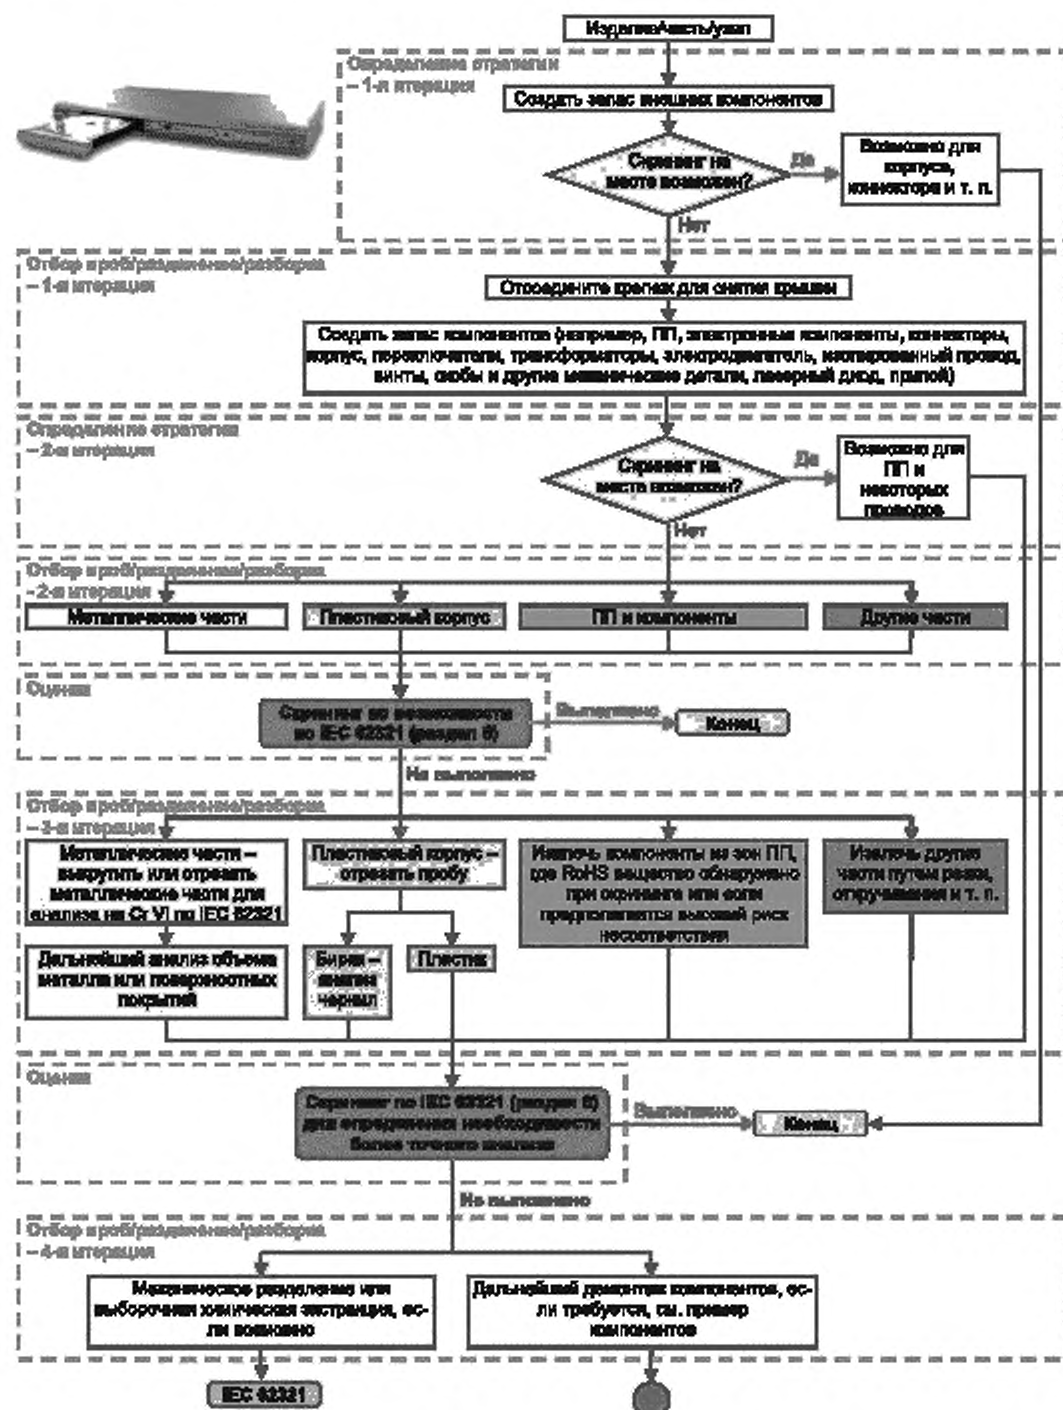 Изделие/часть/узел
Определение стратегии
– 1-я итерация
Создать запас внешних компонентов
Скрининг на
месте возможен?
Да
Возможно для
корпуса,
коннектора и т. п.
Нет
Отбор проб/разделение/разборка
– 1-я итерация
Отсоедините крепеж для снятия крышки
Создать запас компонентов (например, ПП, электронные компоненты, коннекторы,
корпус, переключатели, трансформаторы, электродвигатель, изолированный провод,
винты, скобы и другие механические детали, лазерный диод, припой)
Определение стратегии
– 2-я итерация
Скрининг на
месте возможен?
Да
Возможно для
ПП и
некоторых
проводов
Нет
Отбор проб/разделение/разборка
- 2-я итерация
Металлические части
Пластиковый корпус
ПП и компоненты
Другие части
Оценка
Скрининг по возможности
по IEC 62321 (раздел 6)
Выполнено
Конец
Не выполнено
Отбор проб/разделение/разборка
– 3-я итерация
Металлические части –
выкрутить или отрезать
металлические части для
анализа на Cr VI по IEC 62321
Пластиковый корпус –
отрезать пробу
Извлечь компоненты из зон ПП,
где RoHS вещество обнаружено
при скрининге или если
предполагается высокий риск
несоответствия
Извлечь другие
части путем резки,
откручивания и т. п.
Дальнейший анализ объема
металла или поверхностных
покрытий
Бирка –
анализ
чернил
Пластик
Оценка
Скрининг по IEC 62321 (раздел 6)
для определения необходимости
более точного анализа
Выполнено
Конец
Не выполнено
Отбор проб/разделение/разборка
– 4-я итерация
Механическое разделение или
выборочная химическая экстракция, ес-
ли возможно
Дальнейший демонтаж компонентов, ес-
ли требуется, см. пример
компонентов
IEC 62321